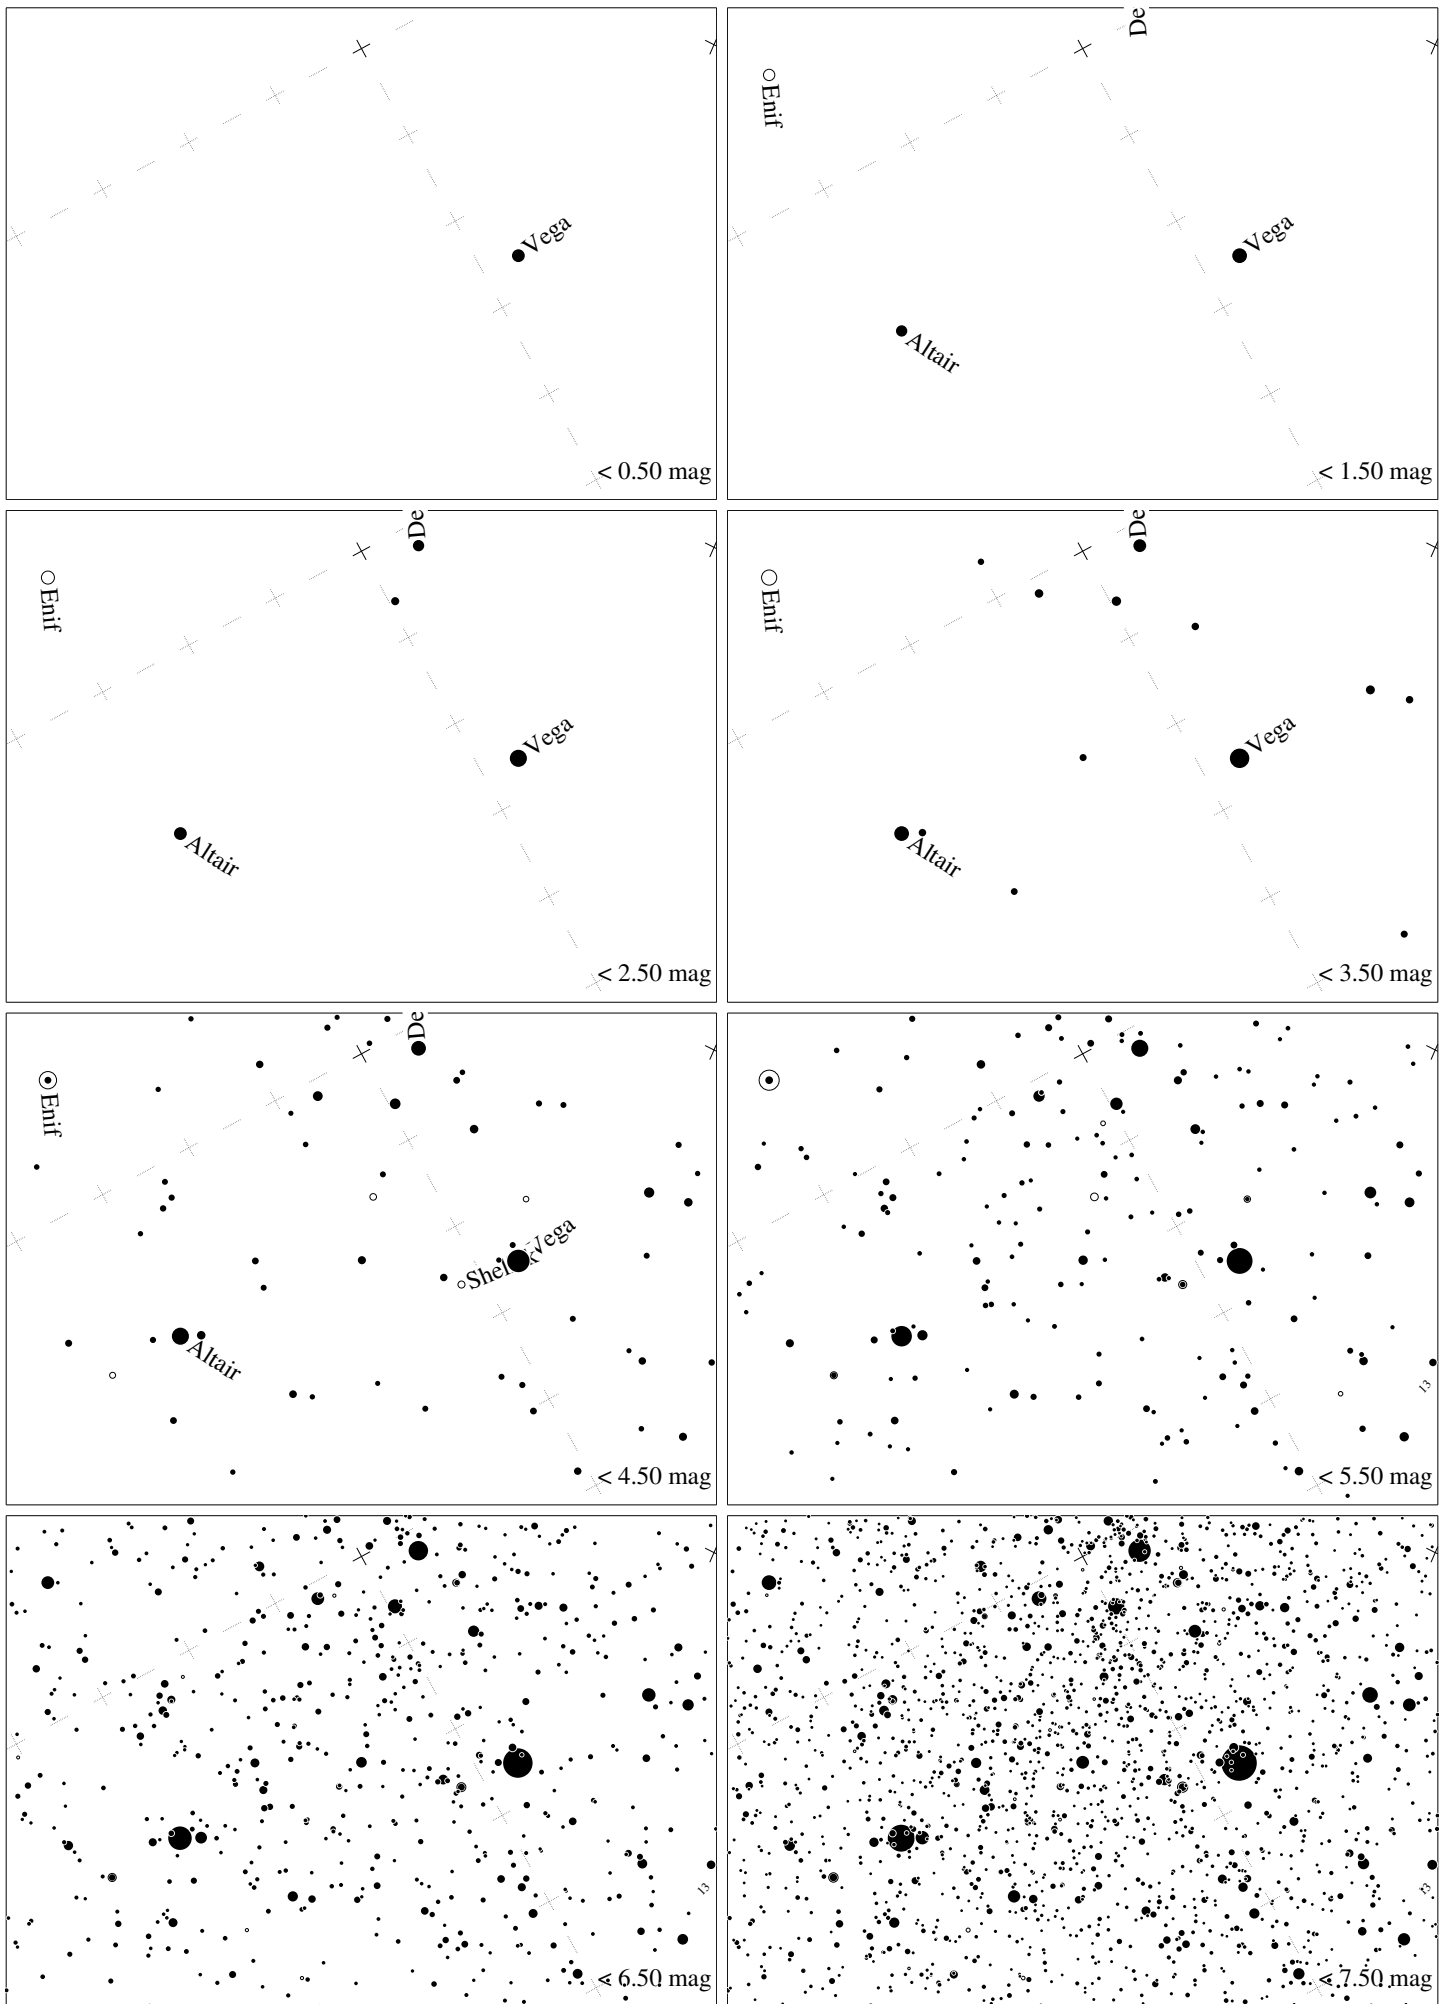 Vega
< 0.50 mag
De
Enif
Vega
Altair
< 1.50 mag
De
Enif
Vega
Altair
< 2.50 mag
De
Enif
Vega
Altair
< 3.50 mag
De
Enif
Vega
Altair
< 4.50 mag
13
< 5.50 mag
13
< 6.50 mag
13
< 7.50 mag